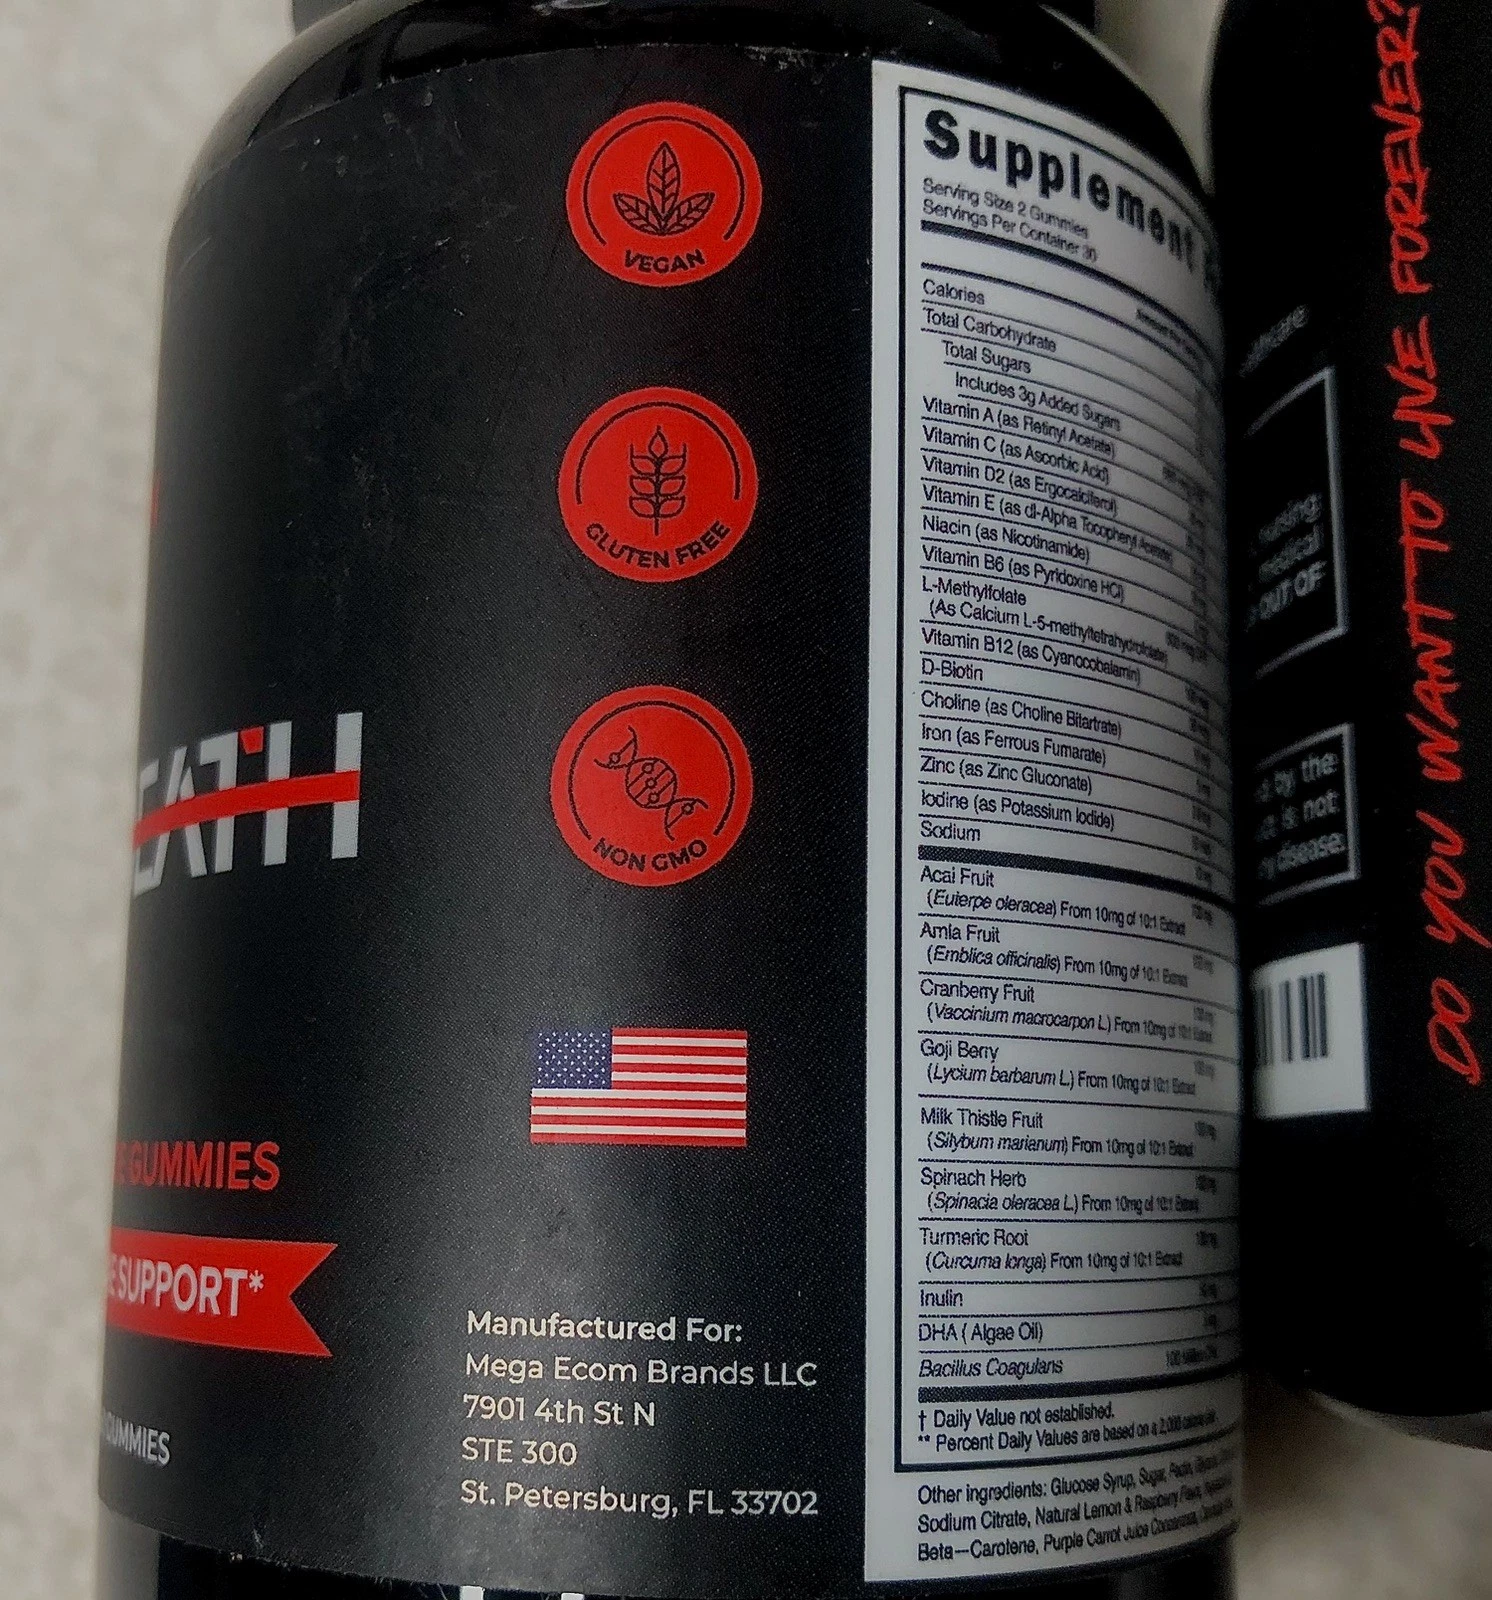 VEGAN
GLUTEN FREE
NON GMO
EATH
GUMMIES
SUPPORT*
GUMMIES
Manufactured For:
Mega Ecom Brands LLC
7901 4th St N
STE 300
St. Petersburg, FL 33702
Supplement
Serving Size 2 Gummies
Servings Per Container 30
Calories
Total Carbohydrate
Total Sugars
Includes 3g Added Sugars
Vitamin A (as Retinyl Acetate)
Vitamin C (as Ascorbic Acid)
Vitamin D2 (as Ergocalciferol)
Vitamin E (as dl-Alpha Tocopheryl Acetate)
Niacin (as Nicotinamide)
Vitamin B6 (as Pyridoxine HCl)
L-Methylfolate
(As Calcium L-5-methyltetrahydrofolate)
Vitamin B12 (as Cyanocobalamin)
D-Biotin
Choline (as Choline Bitartrate)
Iron (as Ferrous Fumarate)
Zinc (as Zinc Gluconate)
Iodine (as Potassium Iodide)
Sodium
Acai Fruit
(Euterpe oleracea) From 10mg of 10:1 Extract
Amla Fruit
(Emblica officinalis) From 10mg of 10:1 Extract
Cranberry Fruit
(Vaccinium macrocarpon L.) From 10mg of 10:1 Extract
Goji Berry
(Lycium barbarum L.) From 10mg of 10:1 Extract
Milk Thistle Fruit
(Silybum marianum) From 10mg of 10:1 Extract
Spinach Herb
(Spinacia oleracea L.) From 10mg of 10:1 Extract
Turmeric Root
(Curcuma longa) From 10mg of 10:1 Extract
Inulin
DHA ( Algae Oil)
Bacillus Coagulans
† Daily Value not established.
** Percent Daily Values are based on a 2,000 calorie diet.
Other ingredients: Glucose Syrup, Sugar, Pectin,
Sodium Citrate, Natural Lemon & Raspberry Flavor,
Beta-Carotene, Purple Carrot Juice Concentrate,
nursing,
medical
OUT OF
by the
is not
disease.
DO YOU WANT TO LIVE FOREVER?